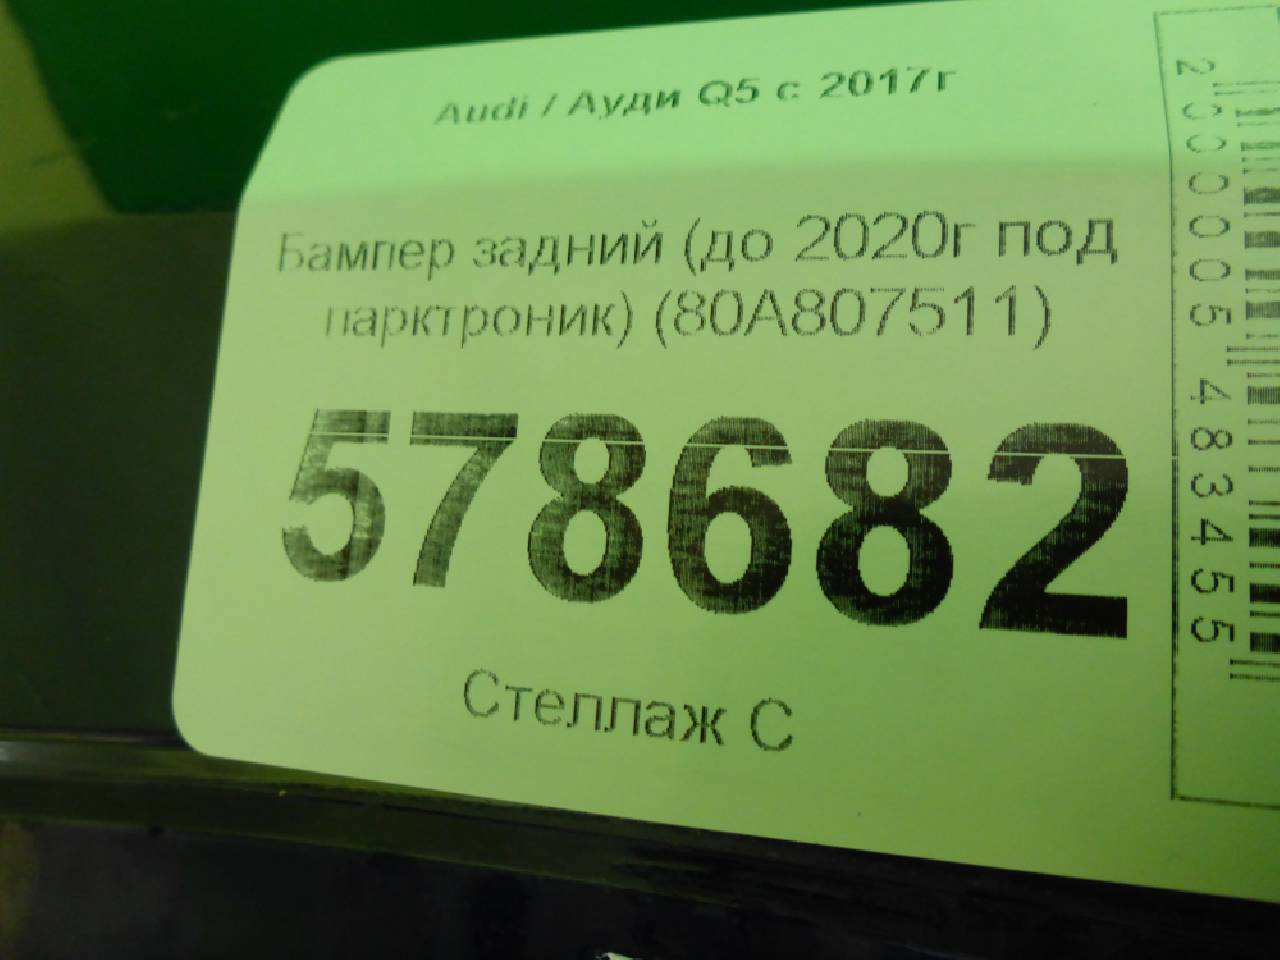 Audi / Ауди Q5 с 2017г
Бампер задний (до 2020г под
парктроник) (80A807511)
578682
Стеллаж С
2000005483455